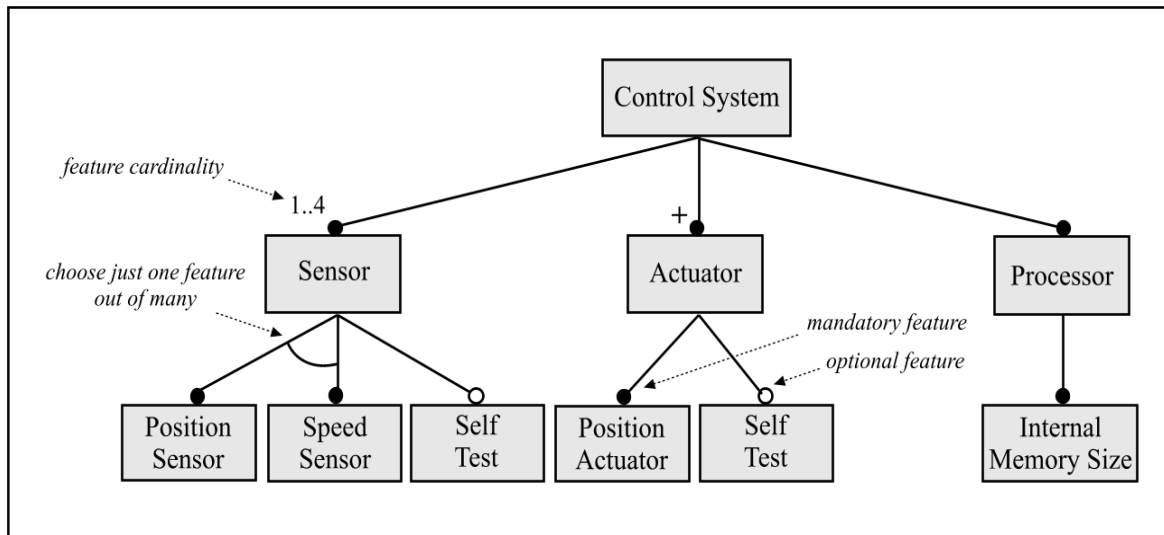 Control System
feature cardinality
1..4
+
Sensor
Actuator
Processor
choose just one feature
out of many
mandatory feature
optional feature
Position
Sensor
Speed
Sensor
Self
Test
Position
Actuator
Self
Test
Internal
Memory Size